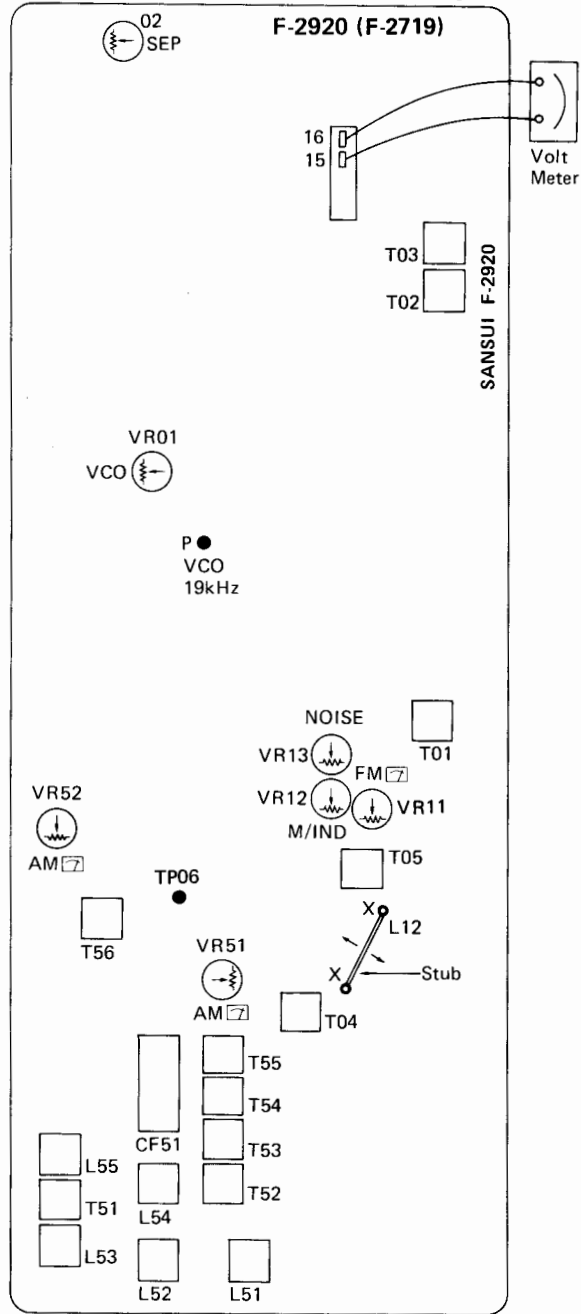 02
SEP
F-2920 (F-2719)
16
15
Volt
Meter
T03
T02
SANSUI F-2920
VR01
VCO
P
VCO
19kHz
NOISE
T01
VR13
FM
VR52
VR12
VR11
M/IND
AM
T05
TP06
X
L12
T56
VR51
X
Stub
AM
T04
T55
T54
CF51
T53
L55
T52
T51
L54
L53
L52
L51